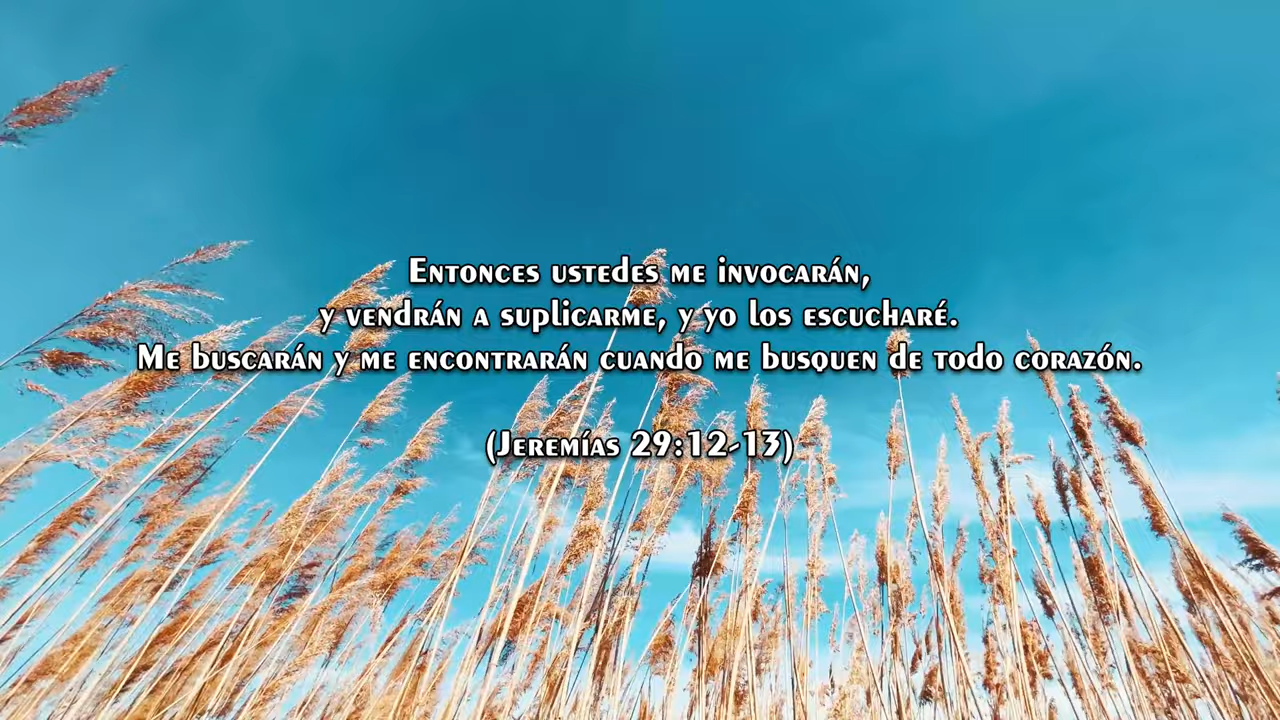 Entonces ustedes me invocarán,
y vendrán a suplicarme, y yo los escucharé.
Me buscarán y me encontrarán cuando me busquen de todo corazón.
(Jeremías 29:12-13)